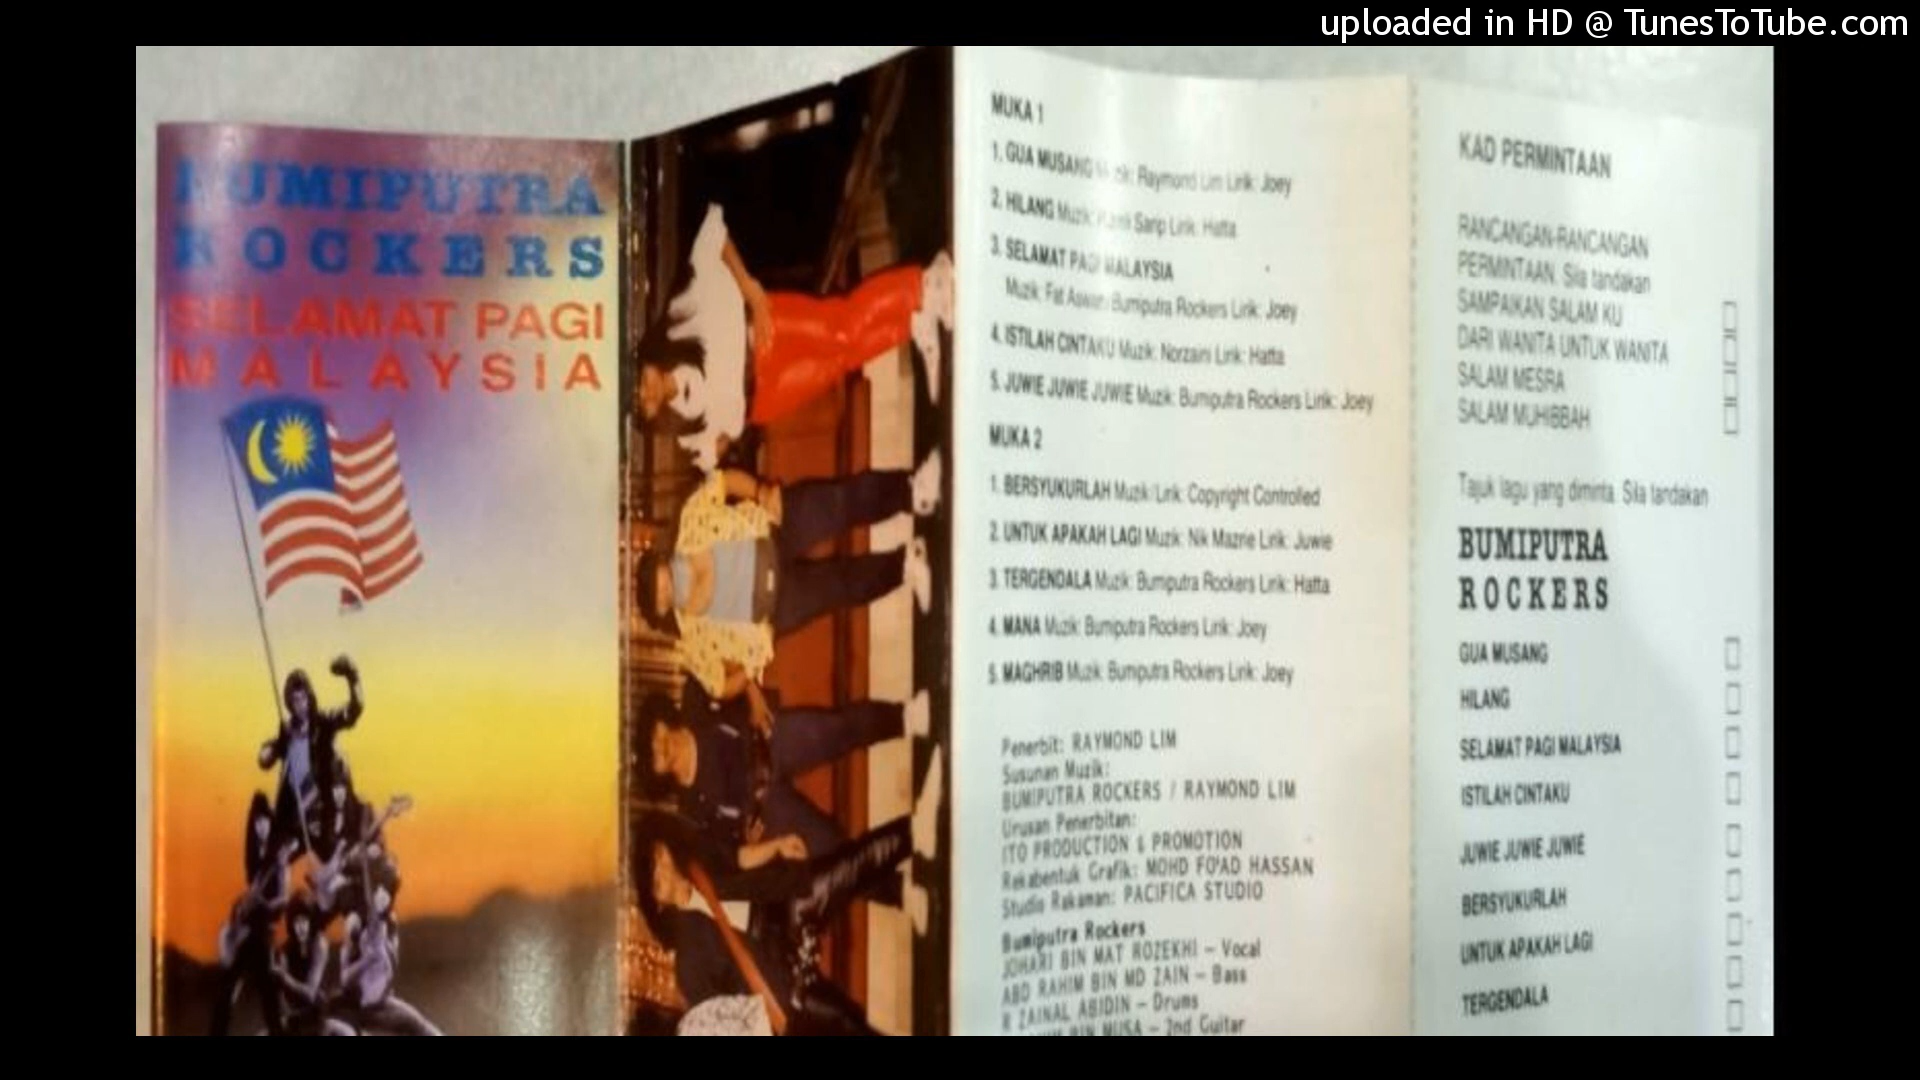 uploaded in HD @ TunesToTube.com
BUMIPUTRA
ROCKERS
SELAMAT PAGI
MALAYSIA
MUKA 1
1. GUA MUSANG Muzik: Raymond Lim Lirik: Joey
2. HILANG Muzik: Sarip Lirik: Hatta
3. SELAMAT PAGI MALAYSIA
Muzik: Fat Aswan/Bumiputra Rockers Lirik: Joey
4. ISTILAH CINTAKU Muzik: Norzaini Lirik: Hatta
5. JUWIE JUWIE JUWIE Muzik: Bumiputra Rockers Lirik: Joey
MUKA 2
1. BERSYUKURLAH Muzik/Lirik: Copyright Controlled
2. UNTUK APAKAH LAGI Muzik: Nik Mazrie Lirik: Juwie
3. TERGENDALA Muzik: Bumiputra Rockers Lirik: Hatta
4. MANA Muzik: Bumiputra Rockers Lirik: Joey
5. MAGHRIB Muzik: Bumiputra Rockers Lirik: Joey
Penerbit: RAYMOND LIM
Susunan Muzik:
BUMIPUTRA ROCKERS / RAYMOND LIM
Urusan Penerbitan:
ITO PRODUCTION & PROMOTION
Rekabentuk Grafik: MOHD FO'AD HASSAN
Studio Rakaman: PACIFICA STUDIO
Bumiputra Rockers
JOHARI BIN MAT ROZEKHI – Vocal
ABD RAHIM BIN MD ZAIN – Bass
R ZAINAL ABIDIN – Drums
BIN MUSA – 2nd Guitar
KAD PERMINTAAN
RANCANGAN-RANCANGAN
PERMINTAAN. Sila tandakan
SAMPAIKAN SALAM KU
DARI WANITA UNTUK WANITA
SALAM MESRA
SALAM MUHIBBAH
Tajuk lagu yang diminta. Sila tandakan
BUMIPUTRA
ROCKERS
GUA MUSANG
HILANG
SELAMAT PAGI MALAYSIA
ISTILAH CINTAKU
JUWIE JUWIE JUWIE
BERSYUKURLAH
UNTUK APAKAH LAGI
TERGENDALA